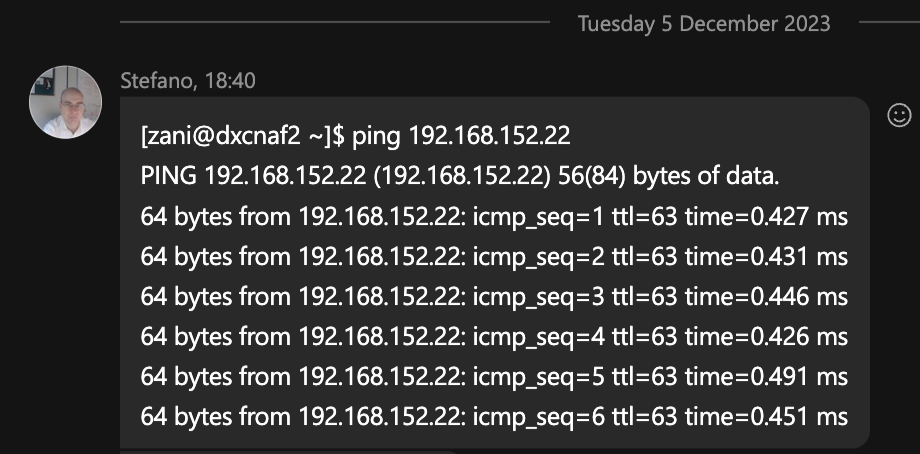 Tuesday 5 December 2023
Stefano, 18:40
[zani@dxcnaf2 ~]$ ping 192.168.152.22
PING 192.168.152.22 (192.168.152.22) 56(84) bytes of data.
64 bytes from 192.168.152.22: icmp_seq=1 ttl=63 time=0.427 ms
64 bytes from 192.168.152.22: icmp_seq=2 ttl=63 time=0.431 ms
64 bytes from 192.168.152.22: icmp_seq=3 ttl=63 time=0.446 ms
64 bytes from 192.168.152.22: icmp_seq=4 ttl=63 time=0.426 ms
64 bytes from 192.168.152.22: icmp_seq=5 ttl=63 time=0.491 ms
64 bytes from 192.168.152.22: icmp_seq=6 ttl=63 time=0.451 ms